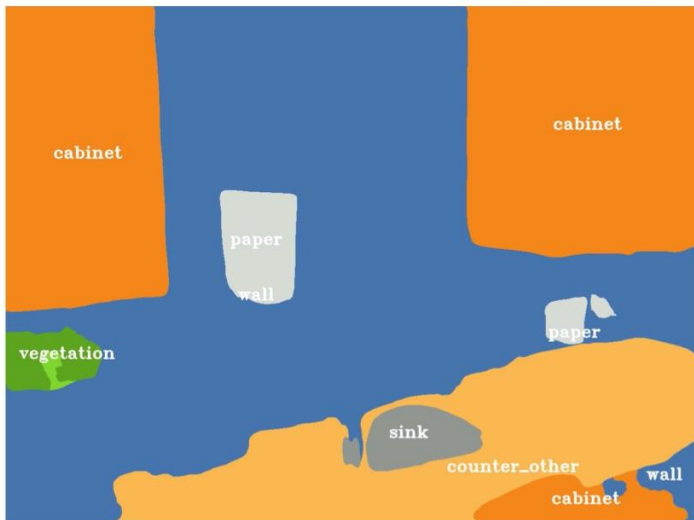 cabinet
cabinet
paper
wall
paper
vegetation
sink
counter_other
wall
cabinet